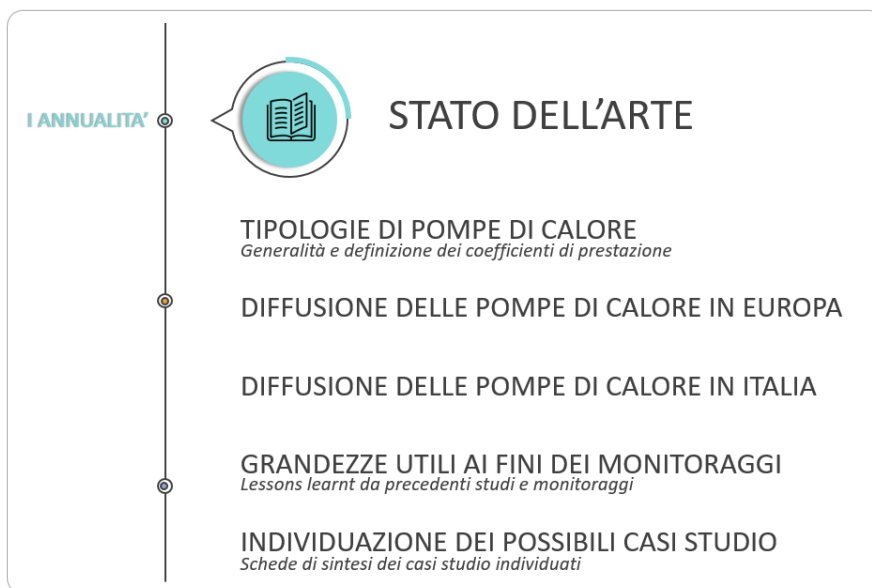 I ANNUALITA'
STATO DELL'ARTE
TIPOLOGIE DI POMPE DI CALORE
Generalità e definizione dei coefficienti di prestazione
DIFFUSIONE DELLE POMPE DI CALORE IN EUROPA
DIFFUSIONE DELLE POMPE DI CALORE IN ITALIA
GRANDEZZE UTILI AI FINI DEI MONITORAGGI
Lessons learnt da precedenti studi e monitoraggi
INDIVIDUAZIONE DEI POSSIBILI CASI STUDIO
Schede di sintesi dei casi studio individuati